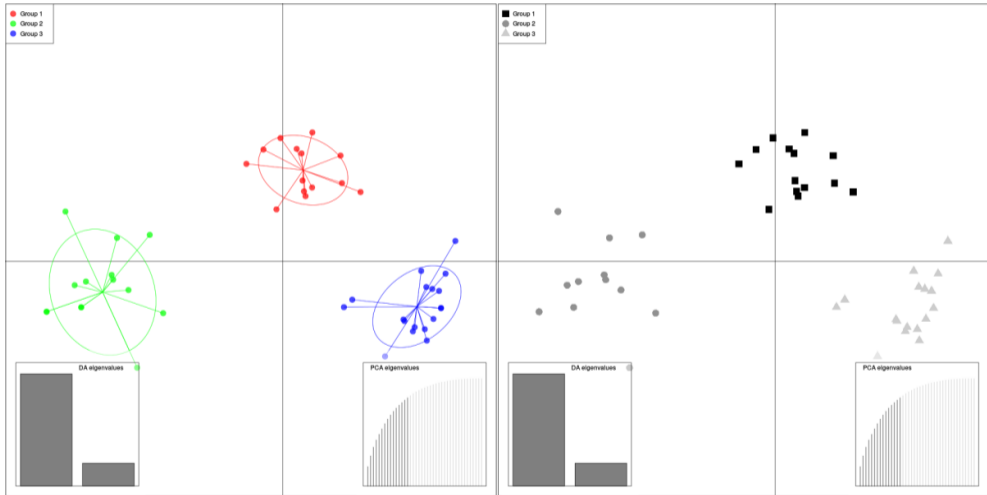 Group 1
Group 2
Group 3
DA eigenvalues
PCA eigenvalues
Group 1
Group 2
Group 3
DA eigenvalues
PCA eigenvalues